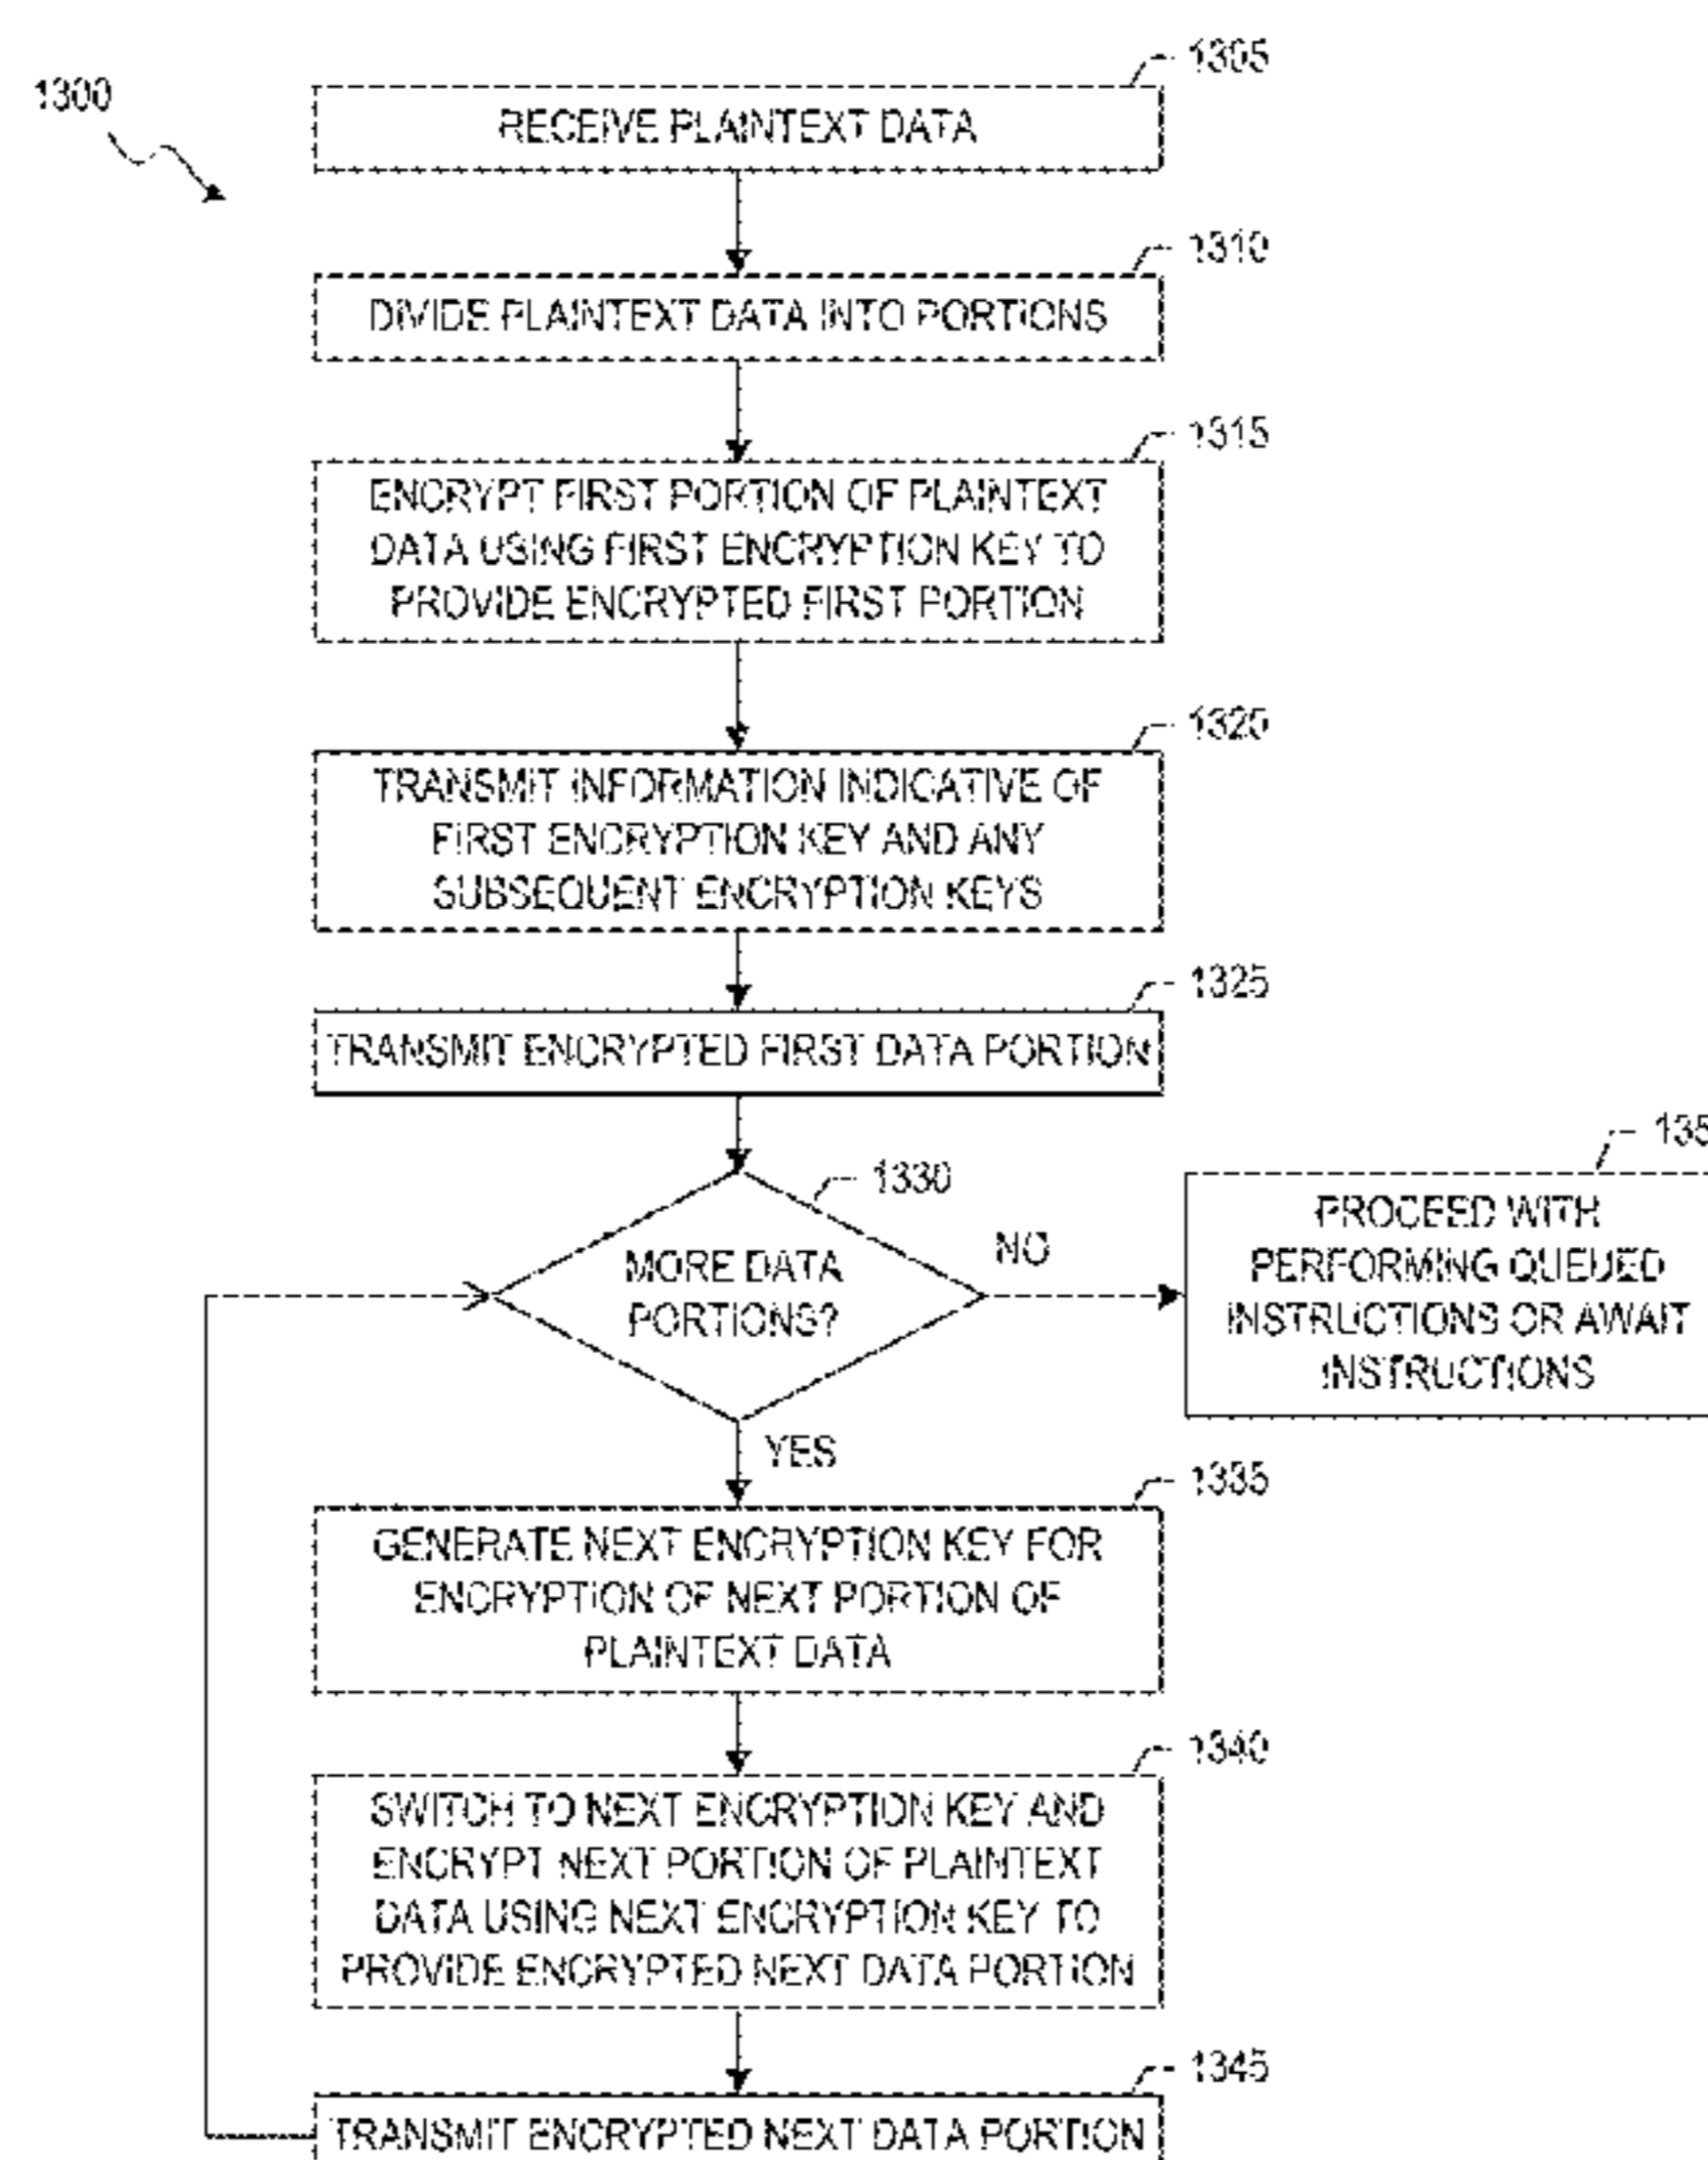 1300
1305
RECEIVE PLAINTEXT DATA
1310
DIVIDE PLAINTEXT DATA INTO PORTIONS
1315
ENCRYPT FIRST PORTION OF PLAINTEXT
DATA USING FIRST ENCRYPTION KEY TO
PROVIDE ENCRYPTED FIRST PORTION
1320
TRANSMIT INFORMATION INDICATIVE OF
FIRST ENCRYPTION KEY AND ANY
SUBSEQUENT ENCRYPTION KEYS
1325
TRANSMIT ENCRYPTED FIRST DATA PORTION
1330
MORE DATA
PORTIONS?
NO
135
PROCEED WITH
PERFORMING QUEUED
INSTRUCTIONS OR AWAIT
INSTRUCTIONS
YES
1335
GENERATE NEXT ENCRYPTION KEY FOR
ENCRYPTION OF NEXT PORTION OF
PLAINTEXT DATA
1340
SWITCH TO NEXT ENCRYPTION KEY AND
ENCRYPT NEXT PORTION OF PLAINTEXT
DATA USING NEXT ENCRYPTION KEY TO
PROVIDE ENCRYPTED NEXT DATA PORTION
1345
TRANSMIT ENCRYPTED NEXT DATA PORTION